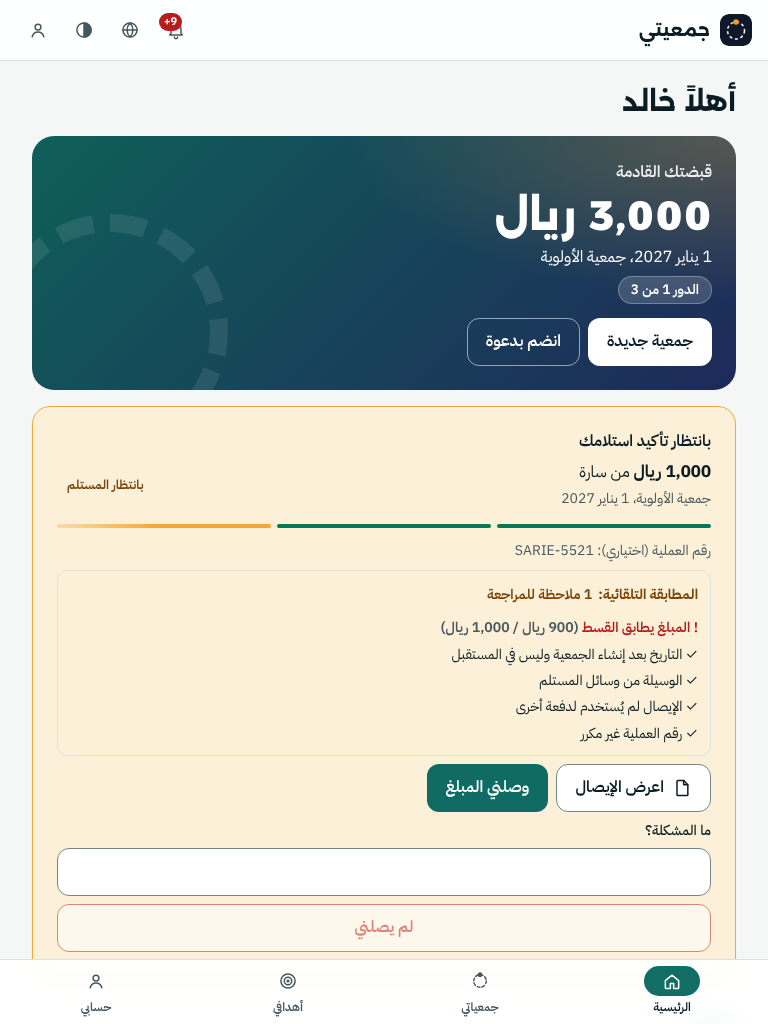 جمعيتي
+9
أهلاً خالد
قبضتك القادمة
3,000 ريال
1 يناير 2027، جمعية الأولوية
الدور 1 من 3
جمعية جديدة
انضم بدعوة
بانتظار تأكيد استلامك
1,000 ريال من سارة
جمعية الأولوية، 1 يناير 2027
بانتظار المستلم
رقم العملية (اختياري): SARIE-5521
المطابقة التلقائية: 1 ملاحظة للمراجعة
! المبلغ يطابق القسط (900 ريال / 1,000 ريال)
✓ التاريخ بعد إنشاء الجمعية وليس في المستقبل
✓ الوسيلة من وسائل المستلم
✓ الإيصال لم يُستخدم لدفعة أخرى
✓ رقم العملية غير مكرر
اعرض الإيصال
وصلني المبلغ
ما المشكلة؟
لم يصلني
الرئيسية
جمعياتي
أهدافي
حسابي